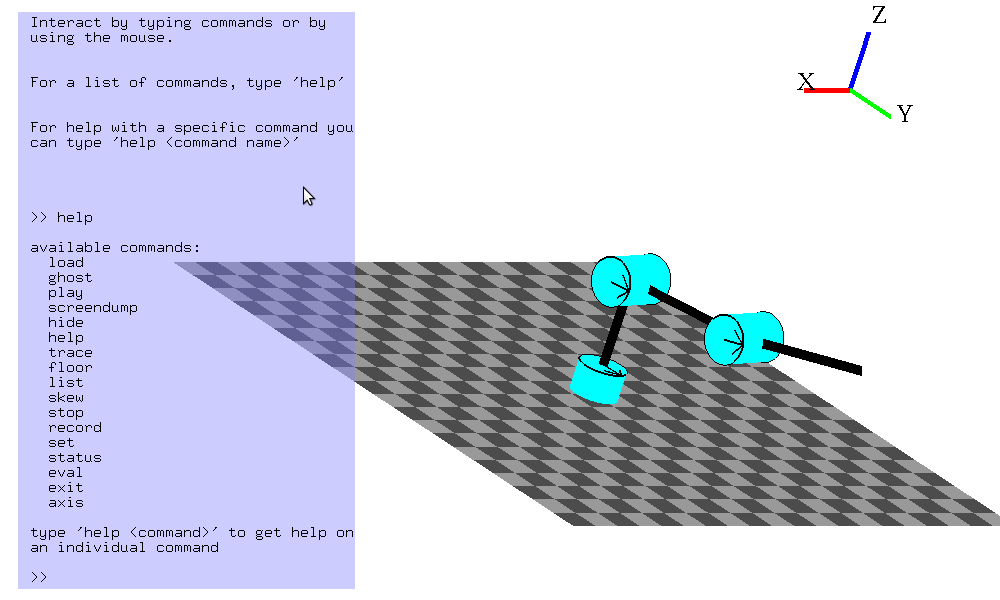 Interact by typing commands or by
using the mouse.
For a list of commands, type 'help'
For help with a specific command you
can type 'help <command name>'
>> help
available commands:
load
ghost
play
screendump
hide
help
trace
floor
list
skew
stop
record
set
status
eval
exit
axis
type 'help <command>' to get help on
an individual command
>>
Z
X
Y